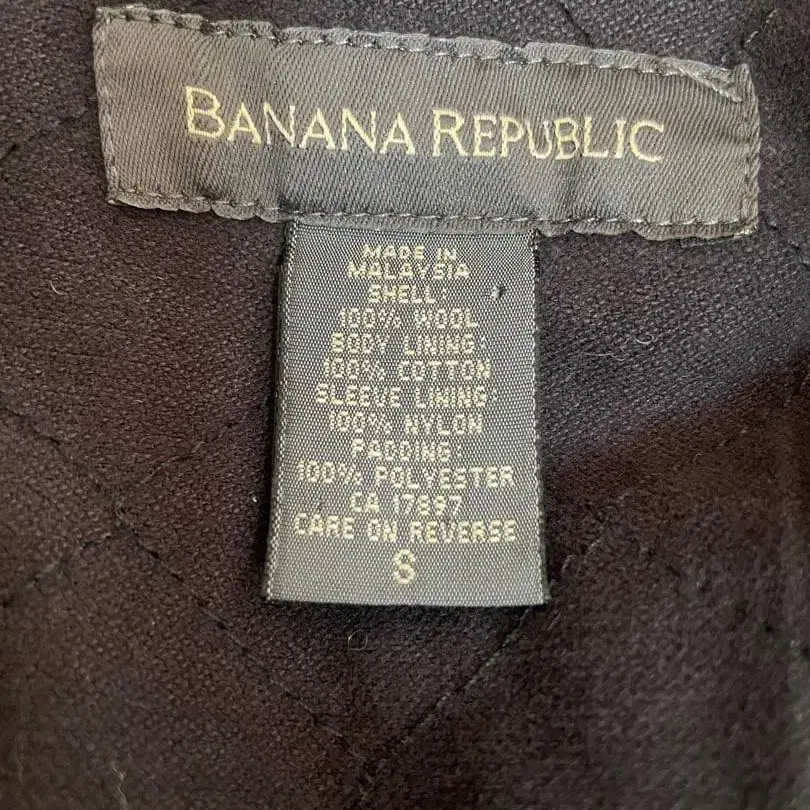 BANANA REPUBLIC
MADE IN
MALAYSIA
SHELL:
100% WOOL
BODY LINING:
100% COTTON
SLEEVE LINING:
100% NYLON
PADDING:
100% POLYESTER
CA 17897
CARE ON REVERSE
S